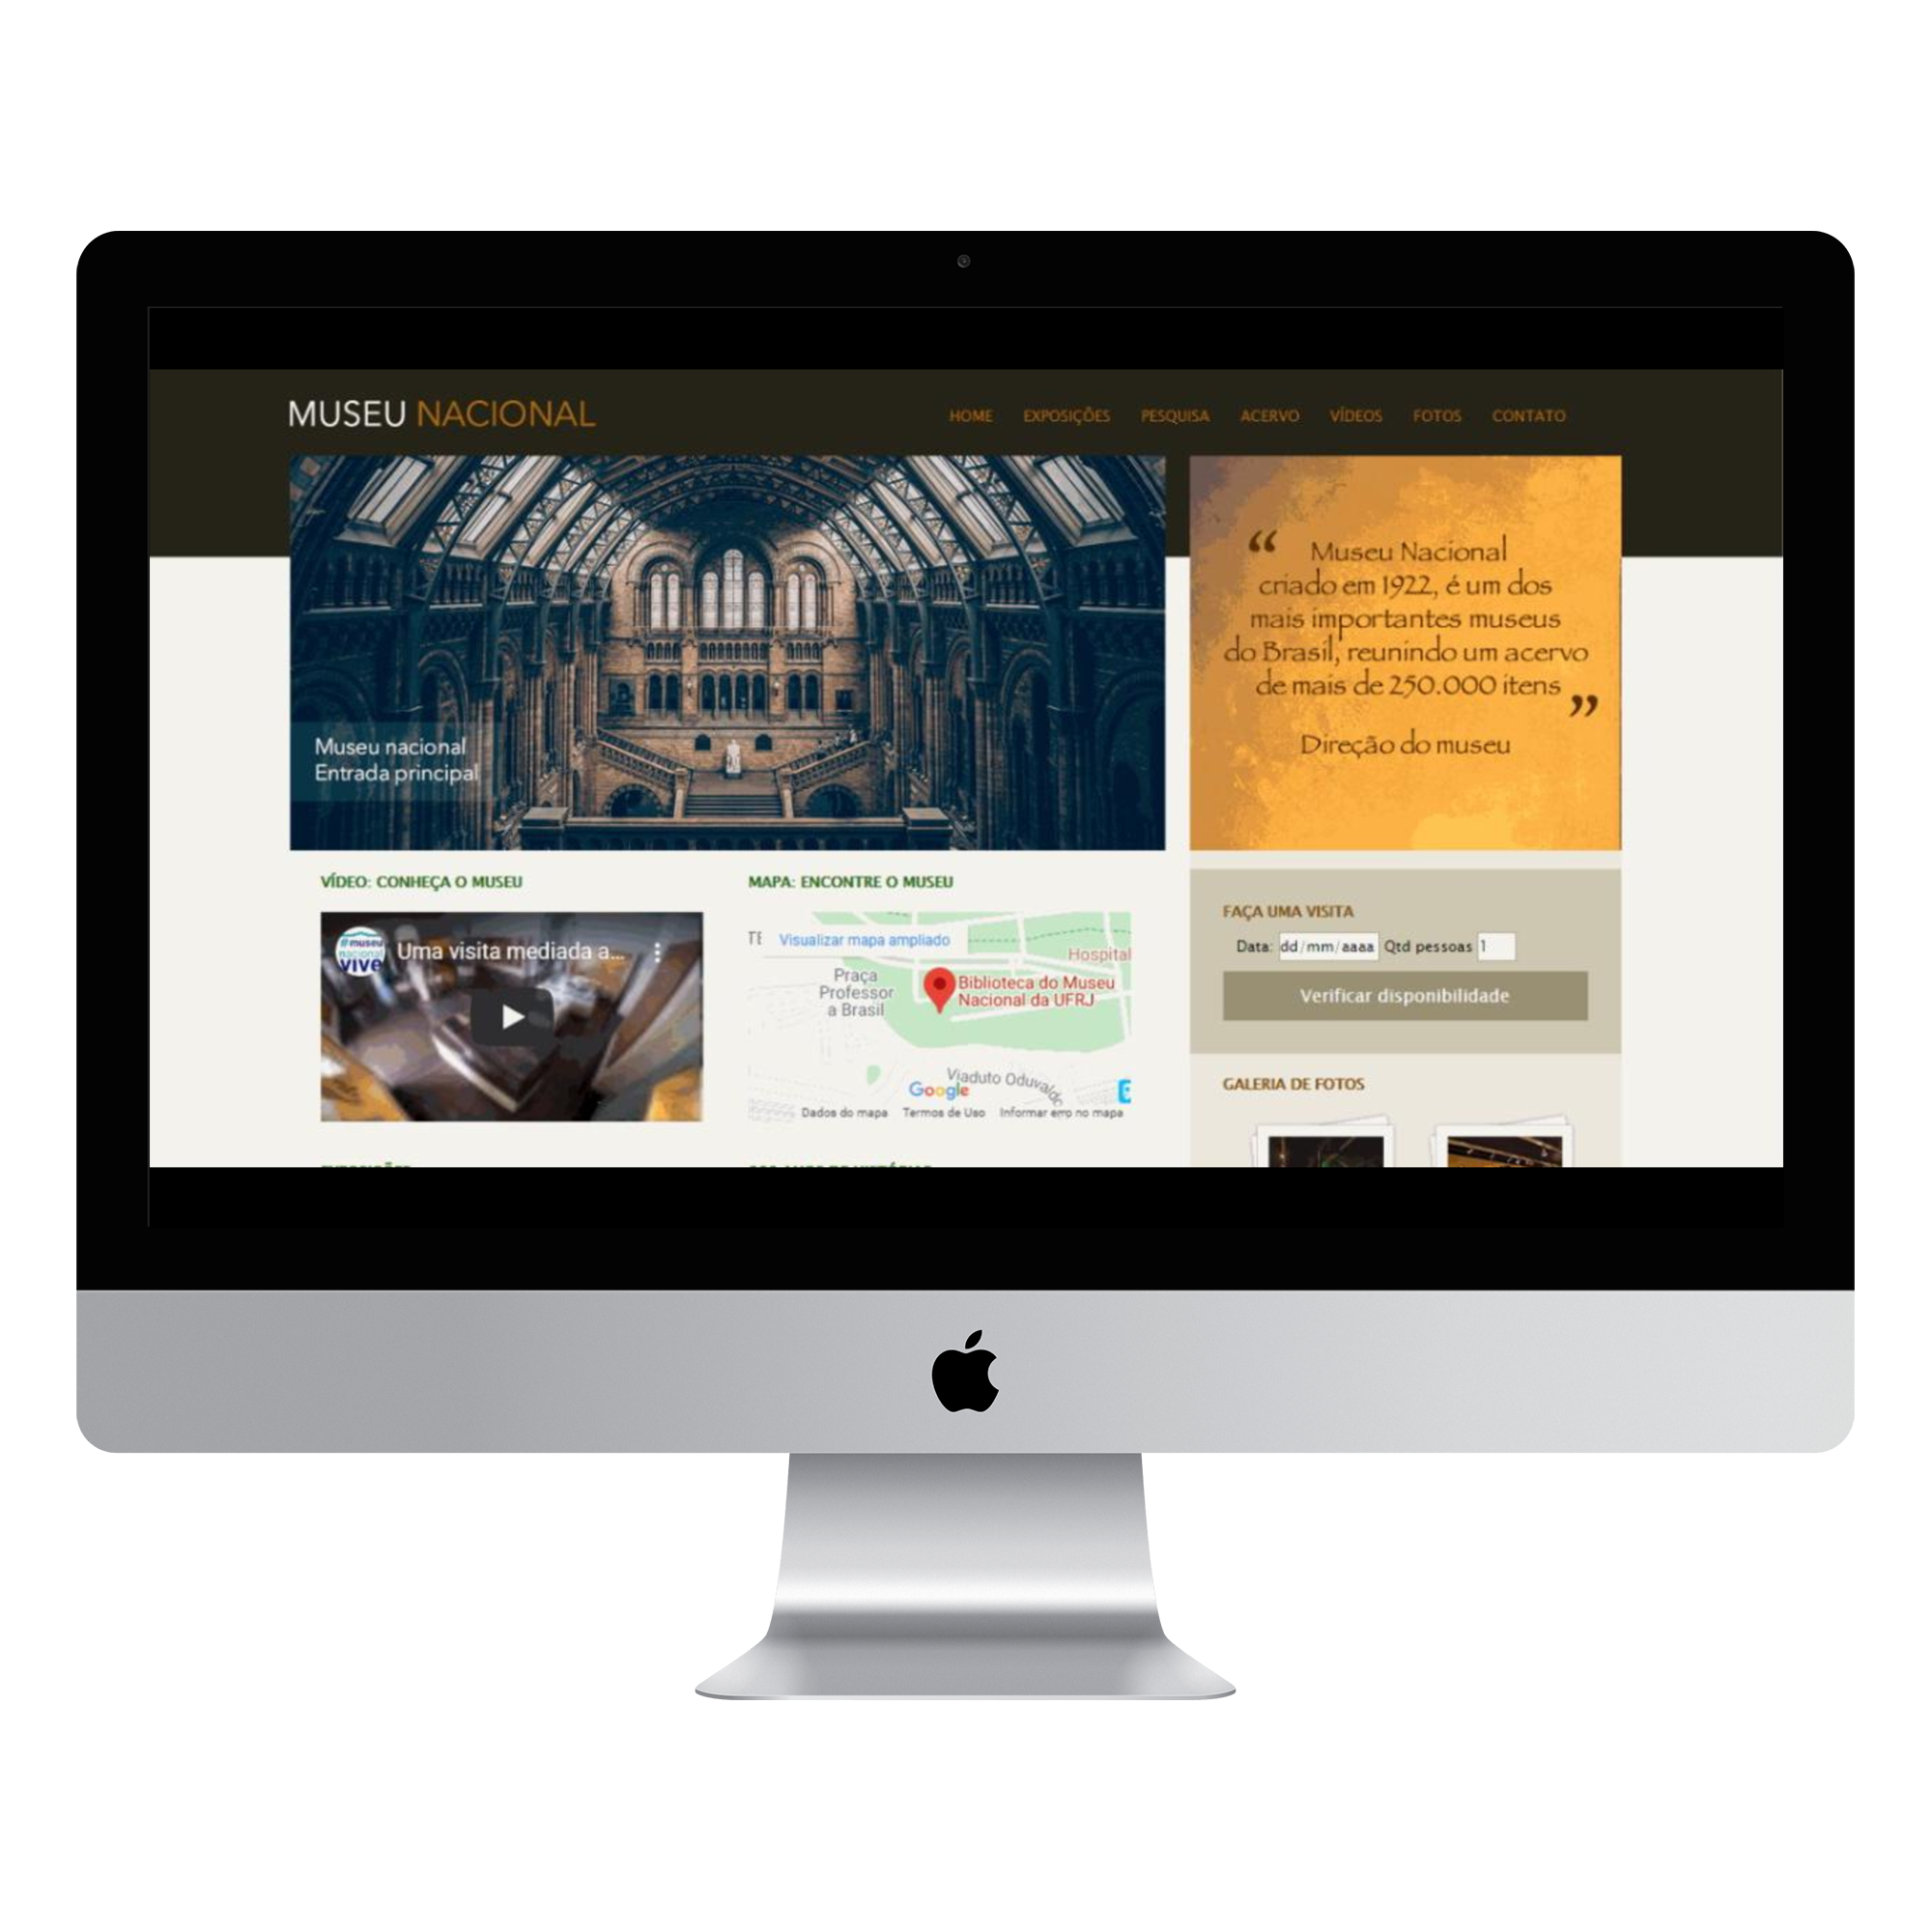 MUSEU NACIONAL
HOME EXPOSIÇÕES PESQUISA ACERVO VÍDEOS FOTOS CONTATO
Museu nacional
Entrada principal
“ Museu Nacional
criado em 1922, é um dos
mais importantes museus
do Brasil, reunindo um acervo
de mais de 250.000 itens ”
Direção do museu
VÍDEO: CONHEÇA O MUSEU
#museu
nacional
vive
Uma visita mediada a...
MAPA: ENCONTRE O MUSEU
TE
Visualizar mapa ampliado
Hospital
Praça
Professor
a Brasil
Biblioteca do Museu
Nacional da UFRJ
Viaduto Oduvaldo
Google
Dados do mapa Termos de Uso Informar erro no mapa
FAÇA UMA VISITA
Data: dd/mm/aaaa Qtd pessoas 1
Verificar disponibilidade
GALERIA DE FOTOS